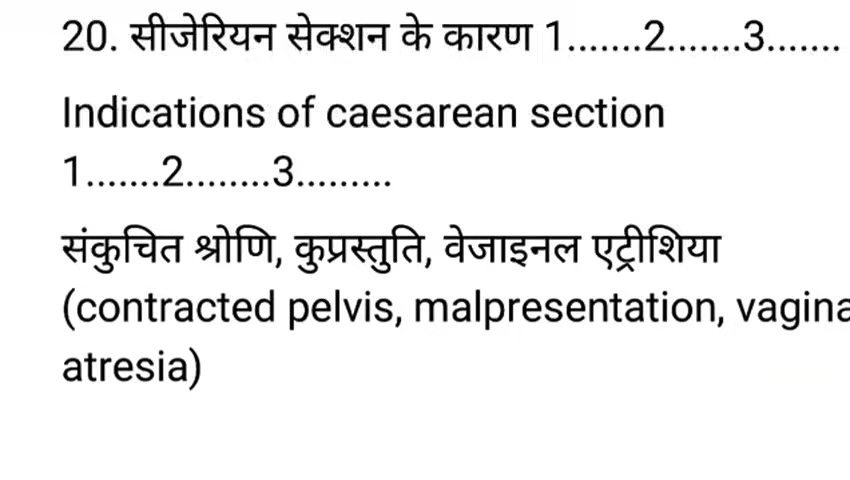 20. सीजेरियन सेक्शन के कारण 1.......2.......3.......
Indications of caesarean section
1.......2........3.........
संकुचित श्रोणि, कुप्रस्तुति, वेजाइनल एट्रीशिया
(contracted pelvis, malpresentation, vagina
atresia)